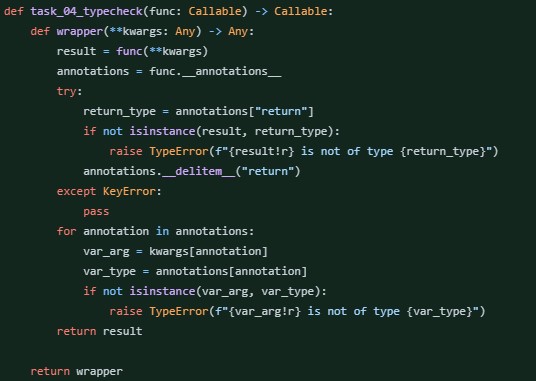 def task_04_typecheck(func: Callable) -> Callable:
    def wrapper(**kwargs: Any) -> Any:
        result = func(**kwargs)
        annotations = func.__annotations__
        try:
            return_type = annotations["return"]
            if not isinstance(result, return_type):
                raise TypeError(f"{result!r} is not of type {return_type}")
            annotations.__delitem__("return")
        except KeyError:
            pass
        for annotation in annotations:
            var_arg = kwargs[annotation]
            var_type = annotations[annotation]
            if not isinstance(var_arg, var_type):
                raise TypeError(f"{var_arg!r} is not of type {var_type}")
        return result

    return wrapper